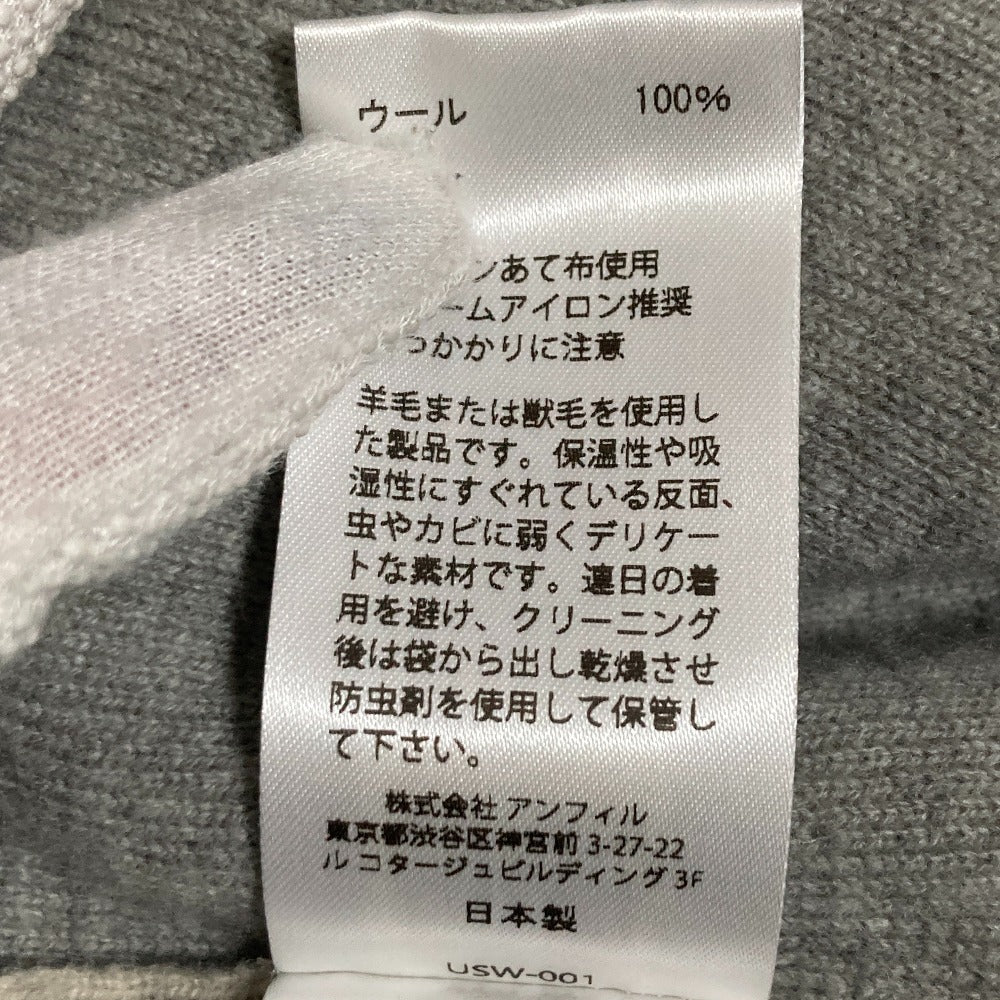 ウール 100%
あて布使用
ームアイロン推奨
かかりに注意
羊毛または獣毛を使用し
た製品です。保温性や吸
湿性にすぐれている反面、
虫やカビに弱くデリケー
トな素材です。連日の着
用を避け、クリーニング
後は袋から出し乾燥させ
防虫剤を使用して保管し
て下さい。
株式会社 アンフィル
東京都渋谷区神宮前 3-27-22
ル コタージュビルディング 3F
日本製
USW-001